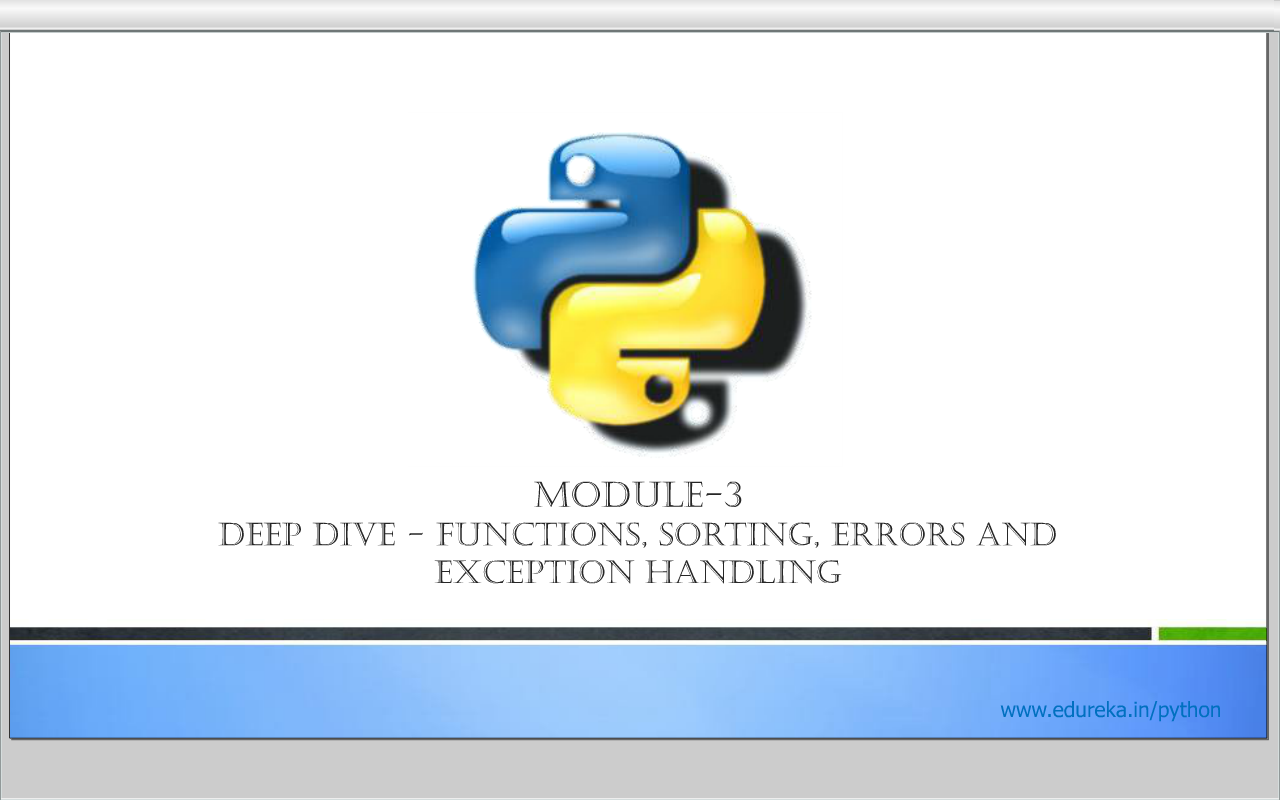 MODULE-3
DEEP DIVE – FUNCTIONS, SORTING, ERRORS AND
EXCEPTION HANDLING
www.edureka.in/python